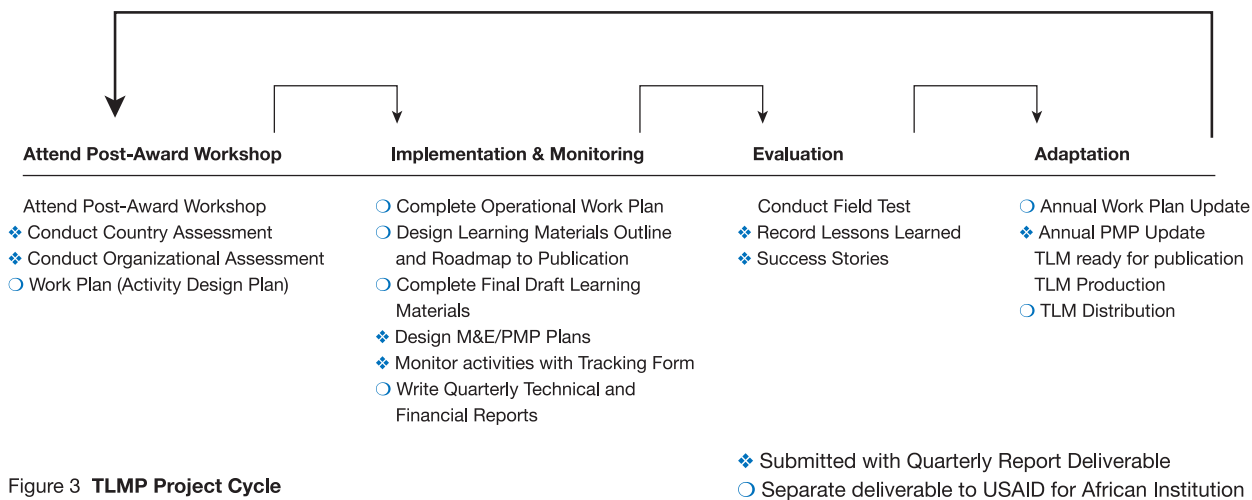 Attend Post-Award Workshop
Implementation & Monitoring
Evaluation
Adaptation
Attend Post-Award Workshop
❖ Conduct Country Assessment
❖ Conduct Organizational Assessment
❍ Work Plan (Activity Design Plan)
❍ Complete Operational Work Plan
❍ Design Learning Materials Outline
and Roadmap to Publication
❍ Complete Final Draft Learning
Materials
❖ Design M&E/PMP Plans
❖ Monitor activities with Tracking Form
❍ Write Quarterly Technical and
Financial Reports
Conduct Field Test
❖ Record Lessons Learned
❖ Success Stories
❍ Annual Work Plan Update
❖ Annual PMP Update
TLM ready for publication
TLM Production
❍ TLM Distribution
❖ Submitted with Quarterly Report Deliverable
❍ Separate deliverable to USAID for African Institution
Figure 3 TLMP Project Cycle